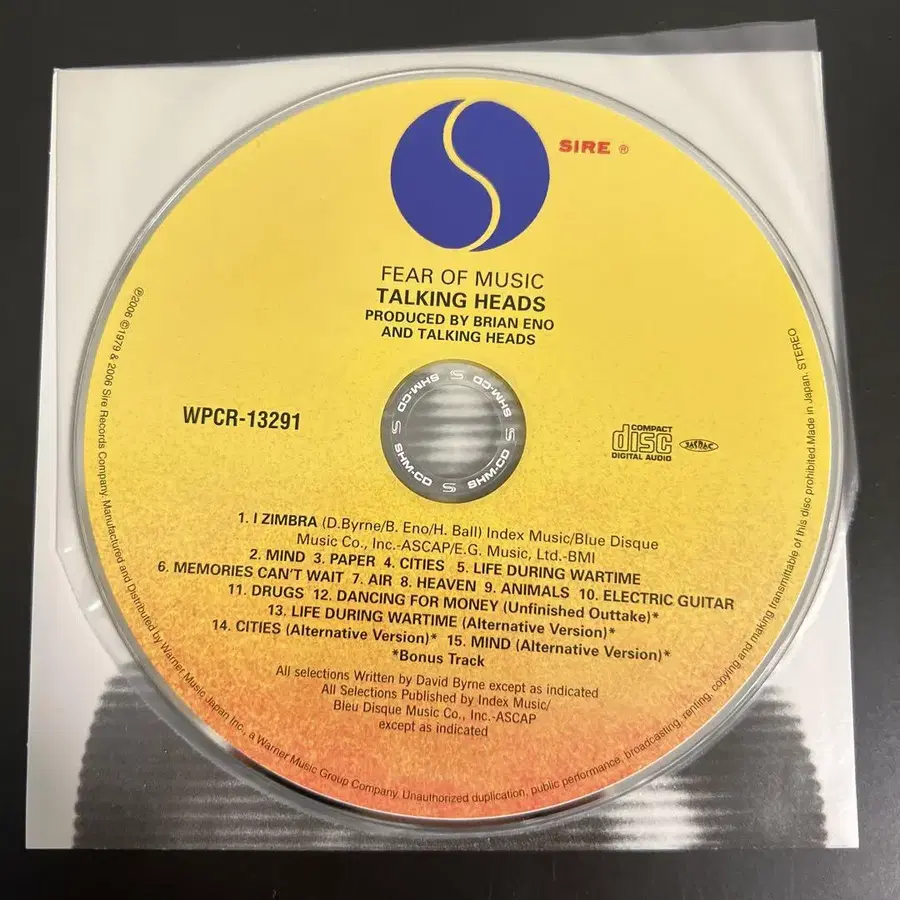 SIRE ®
FEAR OF MUSIC
TALKING HEADS
PRODUCED BY BRIAN ENO
AND TALKING HEADS
SHM-CD S SHM-CD S SHM-CD S SHM-CD S
WPCR-13291
COMPACT
disc
DIGITAL AUDIO
JASRAC
1. I ZIMBRA (D.Byrne/B. Eno/H. Ball) Index Music/Blue Disque
Music Co., Inc.-ASCAP/E.G. Music, Ltd.-BMI
2. MIND 3. PAPER 4. CITIES 5. LIFE DURING WARTIME
6. MEMORIES CAN'T WAIT 7. AIR 8. HEAVEN 9. ANIMALS 10. ELECTRIC GUITAR
11. DRUGS 12. DANCING FOR MONEY (Unfinished Outtake)*
13. LIFE DURING WARTIME (Alternative Version)*
14. CITIES (Alternative Version)* 15. MIND (Alternative Version)*
*Bonus Track
All selections Written by David Byrne except as indicated
All Selections Published by Index Music/
Bleu Disque Music Co., Inc.-ASCAP
except as indicated
℗2006 ©1979 & 2006 Sire Records Company. Manufactured and Distributed by Warner Music Japan Inc., a Warner Music Group Company. Unauthorized duplication, public performance, broadcasting, renting, copying and making transmittable of this disc prohibited.Made in Japan. STEREO